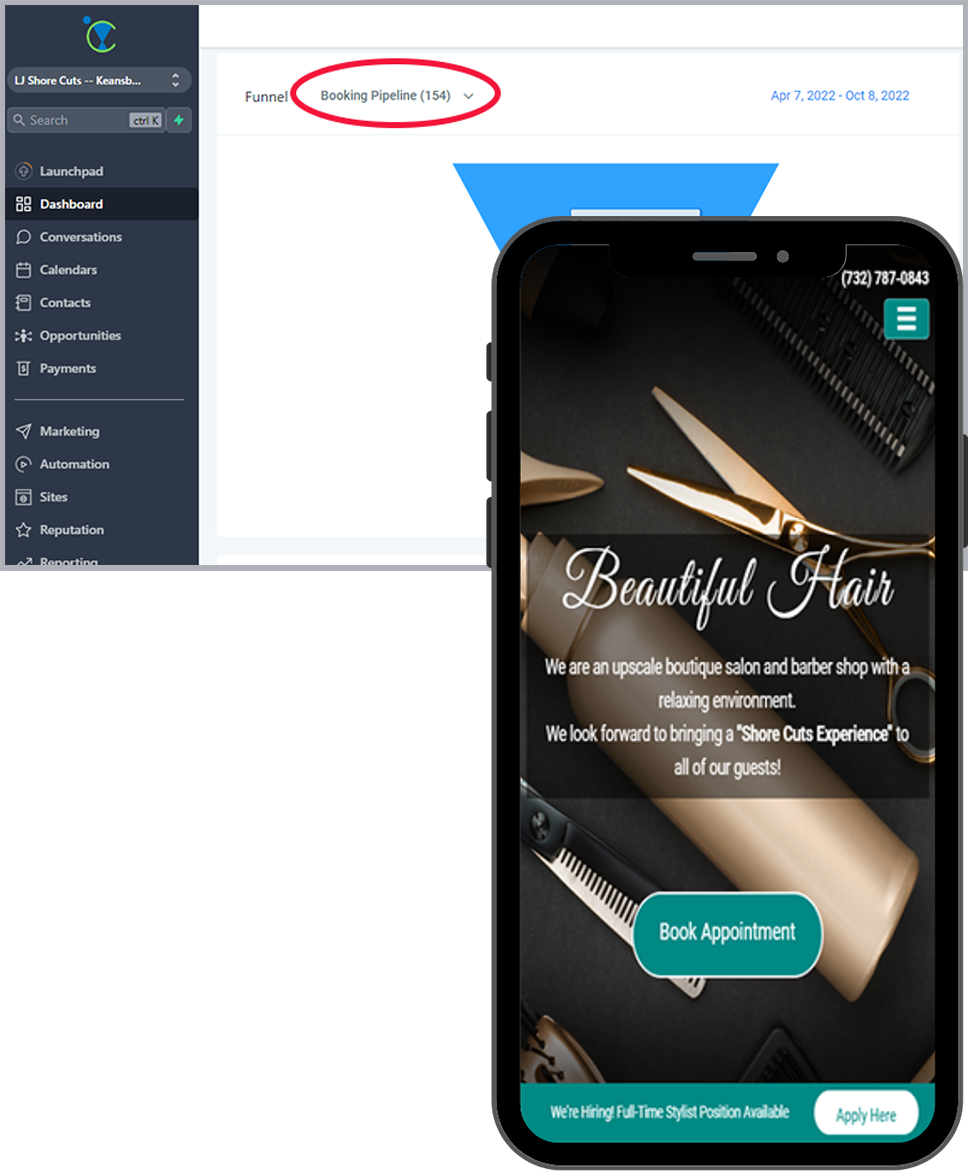 LJ Shore Cuts -- Keansb...
Search ctrl K
Launchpad
Dashboard
Conversations
Calendars
Contacts
Opportunities
Payments
Marketing
Automation
Sites
Reputation
Reporting
Funnel Booking Pipeline (154) Apr 7, 2022 - Oct 8, 2022
(732) 787-0843
Beautiful Hair
We are an upscale boutique salon and barber shop with a
relaxing environment.
We look forward to bringing a "Shore Cuts Experience" to
all of our guests!
Book Appointment
We're Hiring! Full-Time Stylist Position Available Apply Here